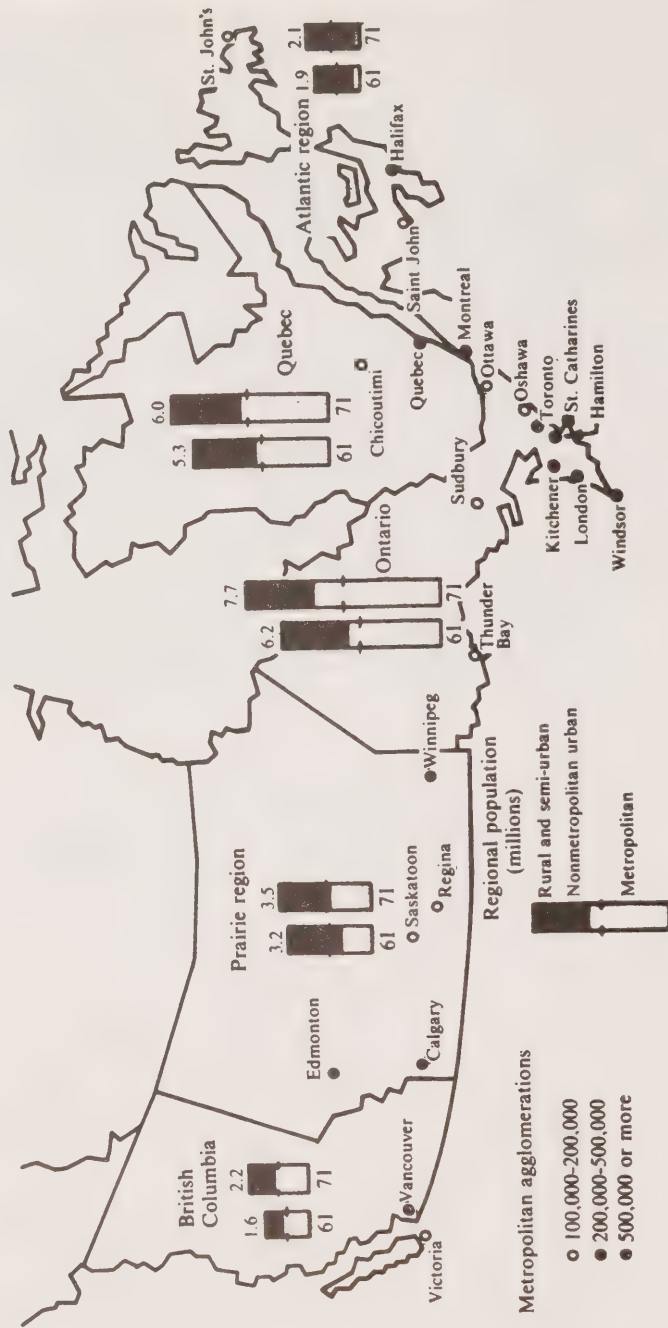 British
Columbia
1.6
61
2.2
71
Victoria
Vancouver
Edmonton
Calgary
Prairie region
3.2
61
3.5
71
Saskatoon
Regina
Winnipeg
Ontario
6.2
61
7.7
71
Thunder
Bay
Sudbury
Quebec
5.3
61
6.0
71
Chicoutimi
Quebec
Montreal
Ottawa
Oshawa
Toronto
St. Catharines
Hamilton
Kitchener
London
Windsor
Atlantic region
1.9
61
2.1
71
St. John's
Saint John
Halifax
Metropolitan agglomerations
100,000-200,000
200,000-500,000
500,000 or more
Regional population
(millions)
Rural and semi-urban
Nonmetropolitan urban
Metropolitan